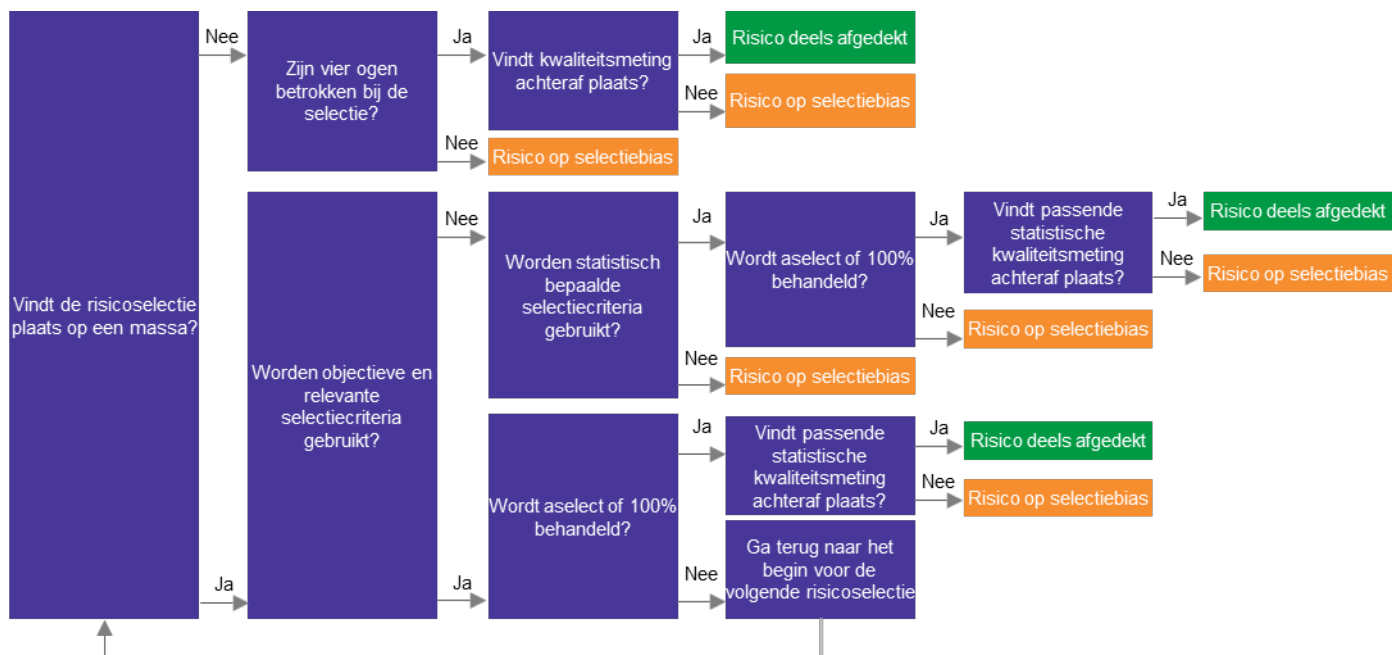 Vindt de risicoselectie
plaats op een massa?
Nee
Zijn vier ogen
betrokken bij de
selectie?
Ja
Vindt kwaliteitsmeting
achteraf plaats?
Ja
Risico deels afgedekt
Nee
Risico op selectiebias
Nee
Risico op selectiebias
Ja
Worden objectieve en
relevante
selectiecriteria
gebruikt?
Nee
Worden statistisch
bepaalde
selectiecriteria
gebruikt?
Ja
Wordt aselect of 100%
behandeld?
Ja
Vindt passende
statistische
kwaliteitsmeting
achteraf plaats?
Ja
Risico deels afgedekt
Nee
Risico op selectiebias
Nee
Risico op selectiebias
Nee
Risico op selectiebias
Ja
Wordt aselect of 100%
behandeld?
Ja
Vindt passende
statistische
kwaliteitsmeting
achteraf plaats?
Ja
Risico deels afgedekt
Nee
Risico op selectiebias
Nee
Ga terug naar het
begin voor de
volgende risicoselectie